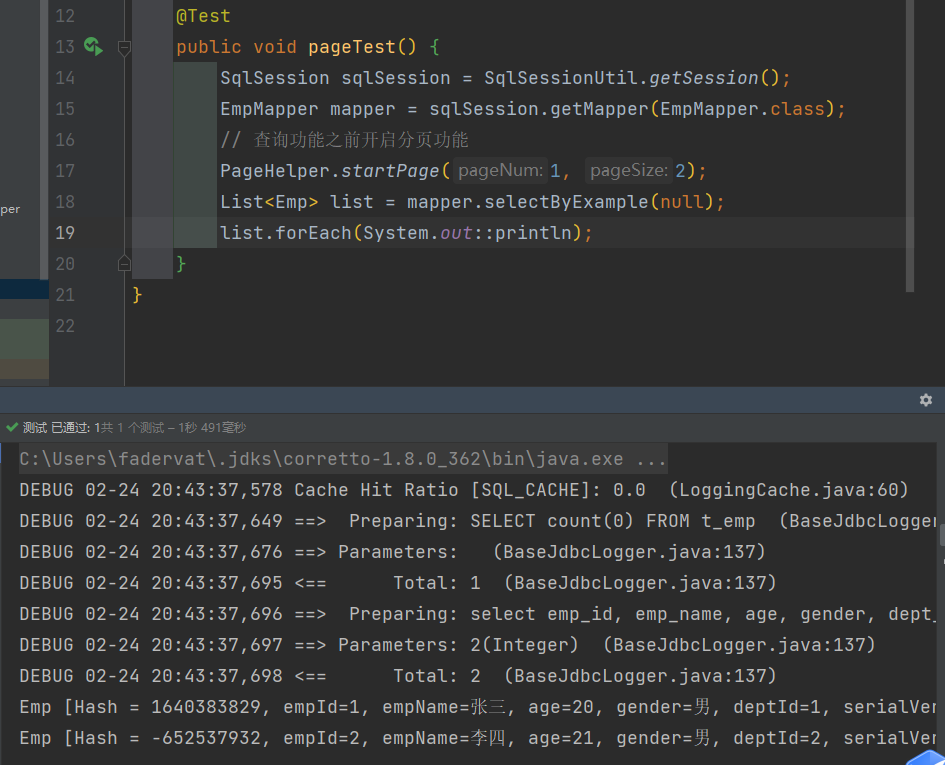 12 @Test
13 public void pageTest() {
14 SqlSession sqlSession = SqlSessionUtil.getSession();
15 EmpMapper mapper = sqlSession.getMapper(EmpMapper.class);
16 // 查询功能之前开启分页功能
17 PageHelper.startPage( pageNum: 1, pageSize: 2);
18 List<Emp> list = mapper.selectByExample(null);
per
19 list.forEach(System.out::println);
20 }
21 }
22
测试 已通过: 1共 1 个测试 – 1秒 491毫秒
C:\Users\fadervat\.jdks\corretto-1.8.0_362\bin\java.exe ...
DEBUG 02-24 20:43:37,578 Cache Hit Ratio [SQL_CACHE]: 0.0 (LoggingCache.java:60)
DEBUG 02-24 20:43:37,649 ==> Preparing: SELECT count(0) FROM t_emp (BaseJdbcLogger
DEBUG 02-24 20:43:37,676 ==> Parameters: (BaseJdbcLogger.java:137)
DEBUG 02-24 20:43:37,695 <== Total: 1 (BaseJdbcLogger.java:137)
DEBUG 02-24 20:43:37,696 ==> Preparing: select emp_id, emp_name, age, gender, dept_
DEBUG 02-24 20:43:37,697 ==> Parameters: 2(Integer) (BaseJdbcLogger.java:137)
DEBUG 02-24 20:43:37,698 <== Total: 2 (BaseJdbcLogger.java:137)
Emp [Hash = 1640383829, empId=1, empName=张三, age=20, gender=男, deptId=1, serialVer
Emp [Hash = -652537932, empId=2, empName=李四, age=21, gender=男, deptId=2, serialVer